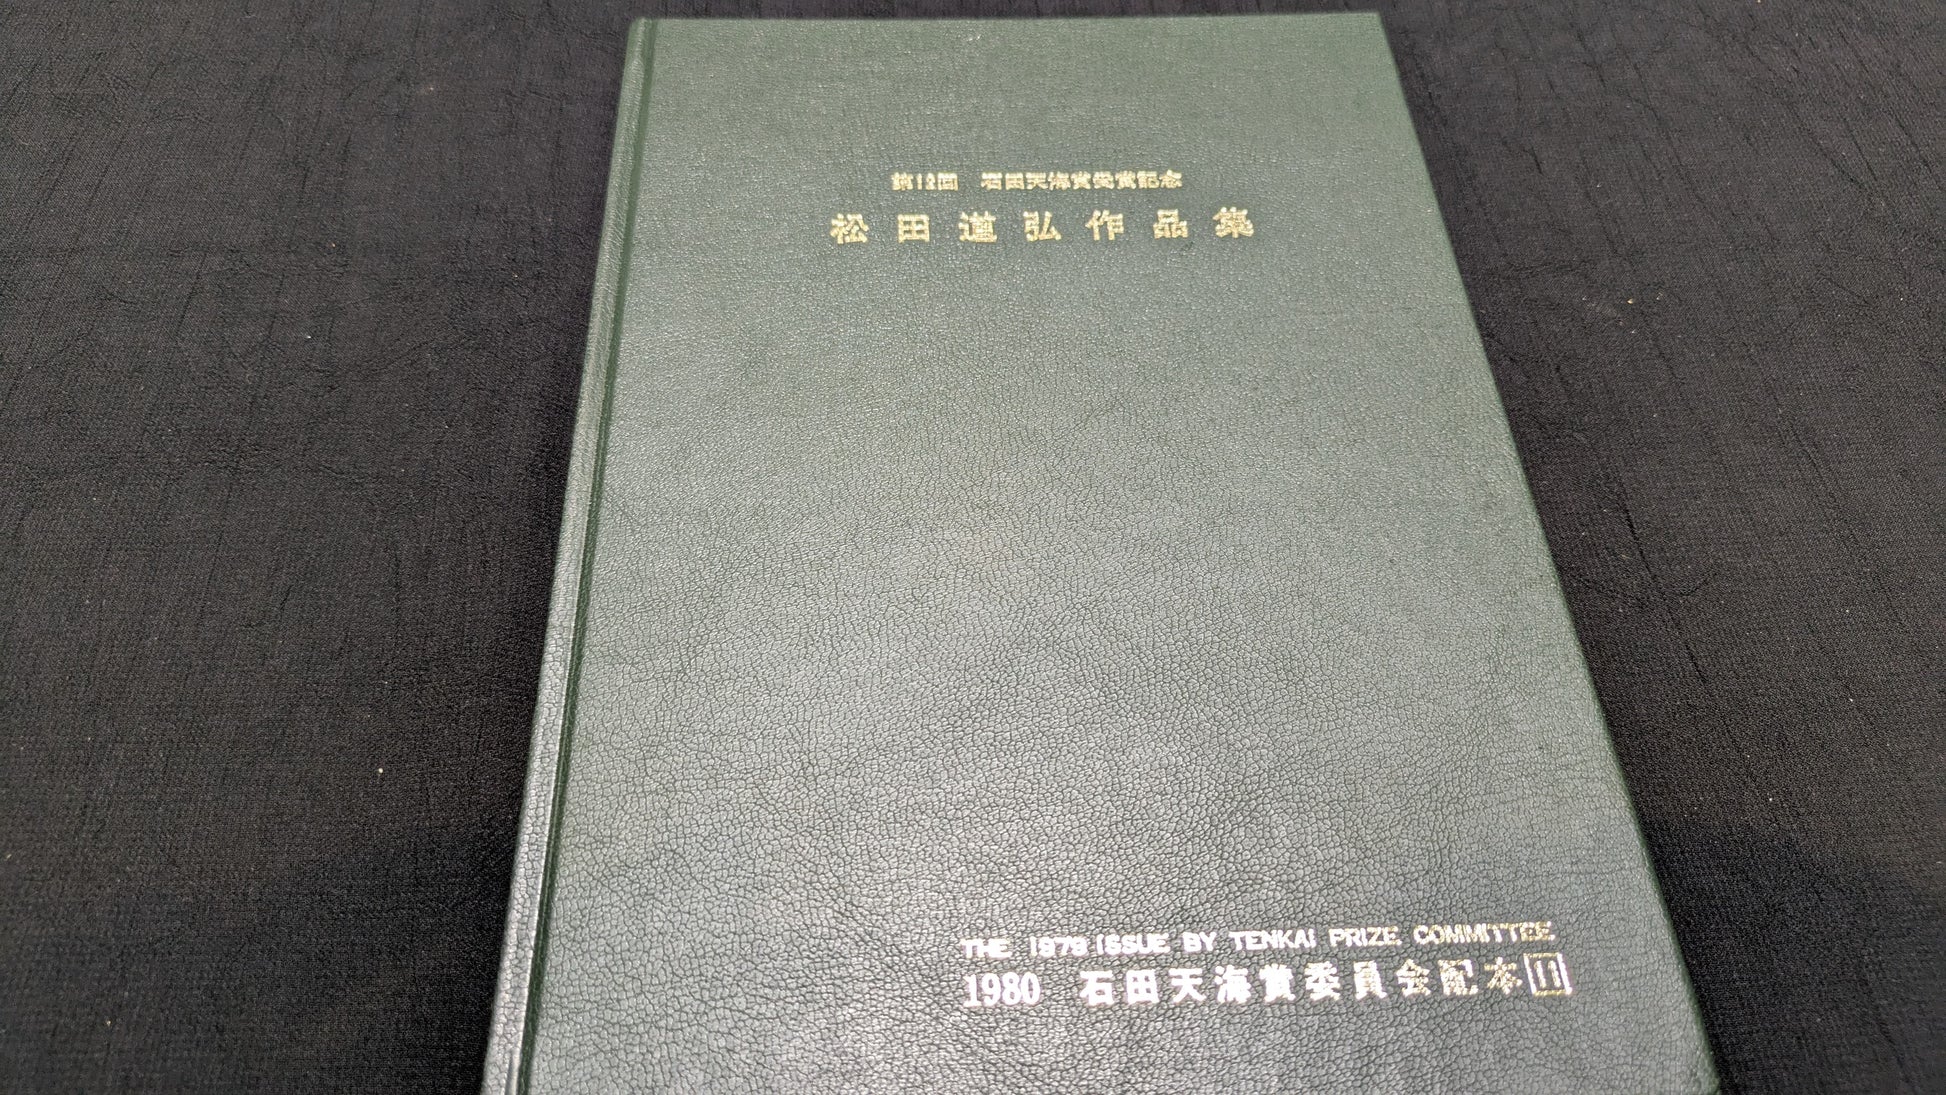 第12回 石田天海賞受賞記念
松田道弘作品集
THE 1979 ISSUE BY TENKAI PRIZE COMMITTEE
1980 石田天海賞委員会配本11